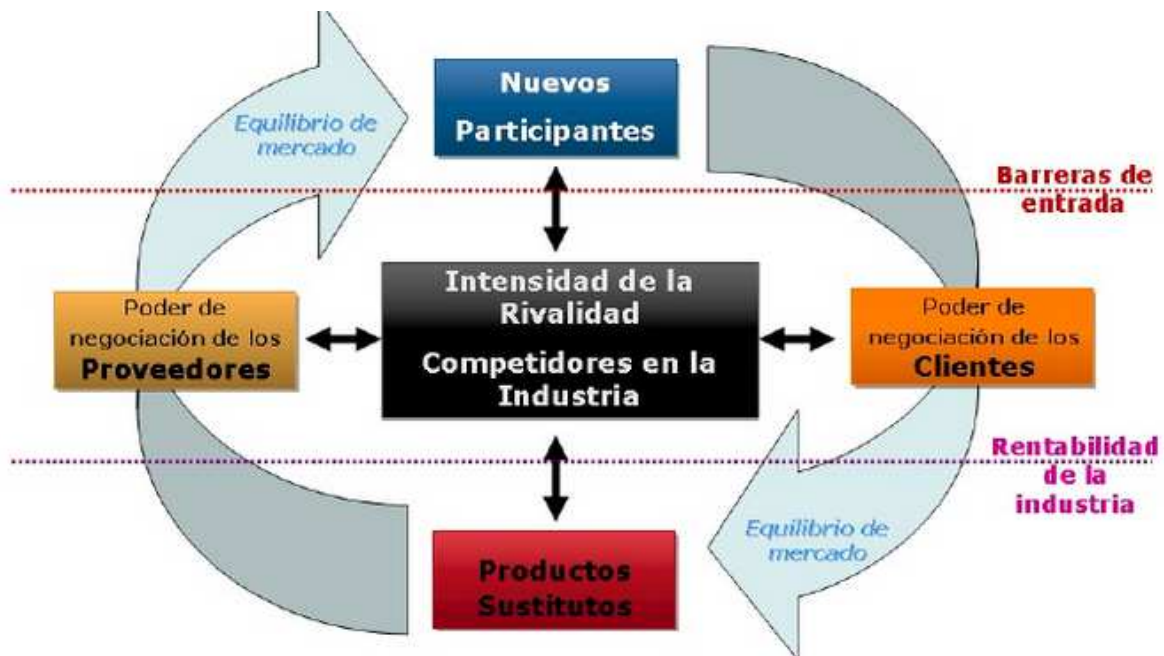 Nuevos
Participantes
Equilibrio de
mercado
Barreras de
entrada
Intensidad de la
Rivalidad
Competidores en la
Industria
Poder de
negociación de los
Proveedores
Poder de
negociación de los
Clientes
Rentabilidad
de la
industria
Equilibrio de
mercado
Productos
Sustitutos